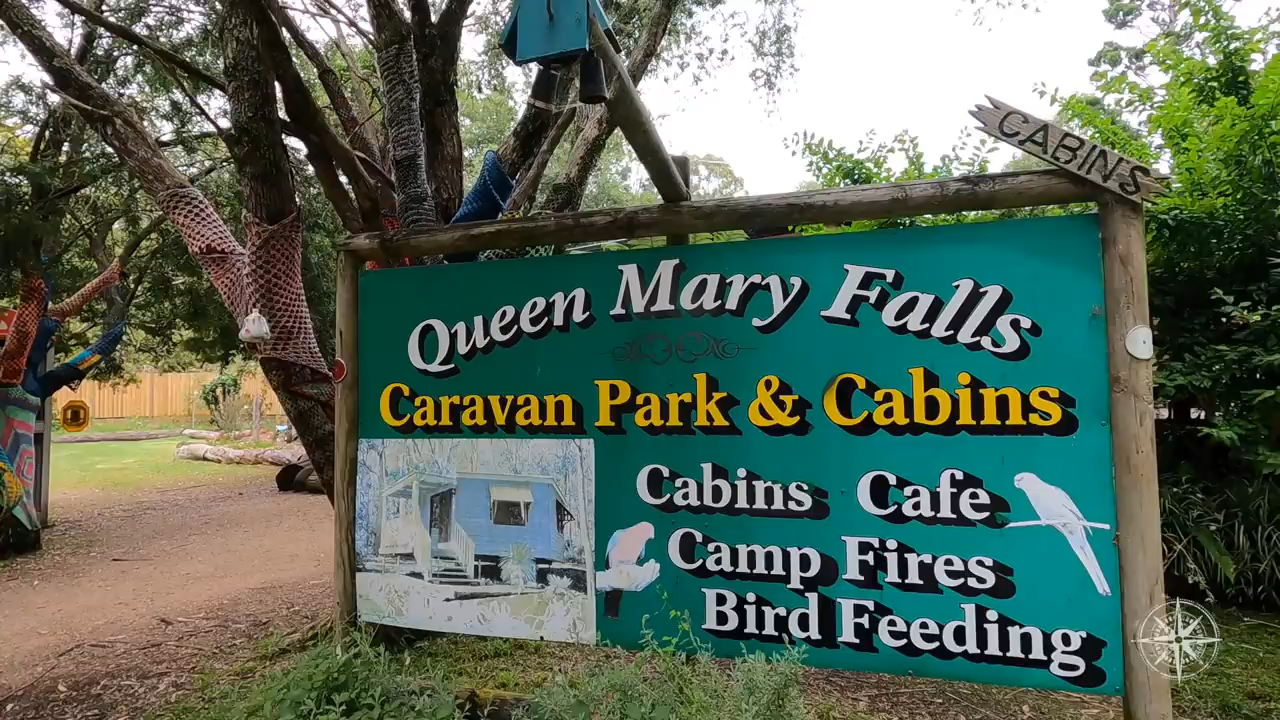 CABINS
Queen Mary Falls
Caravan Park & Cabins
Cabins Cafe
Camp Fires
Bird Feeding